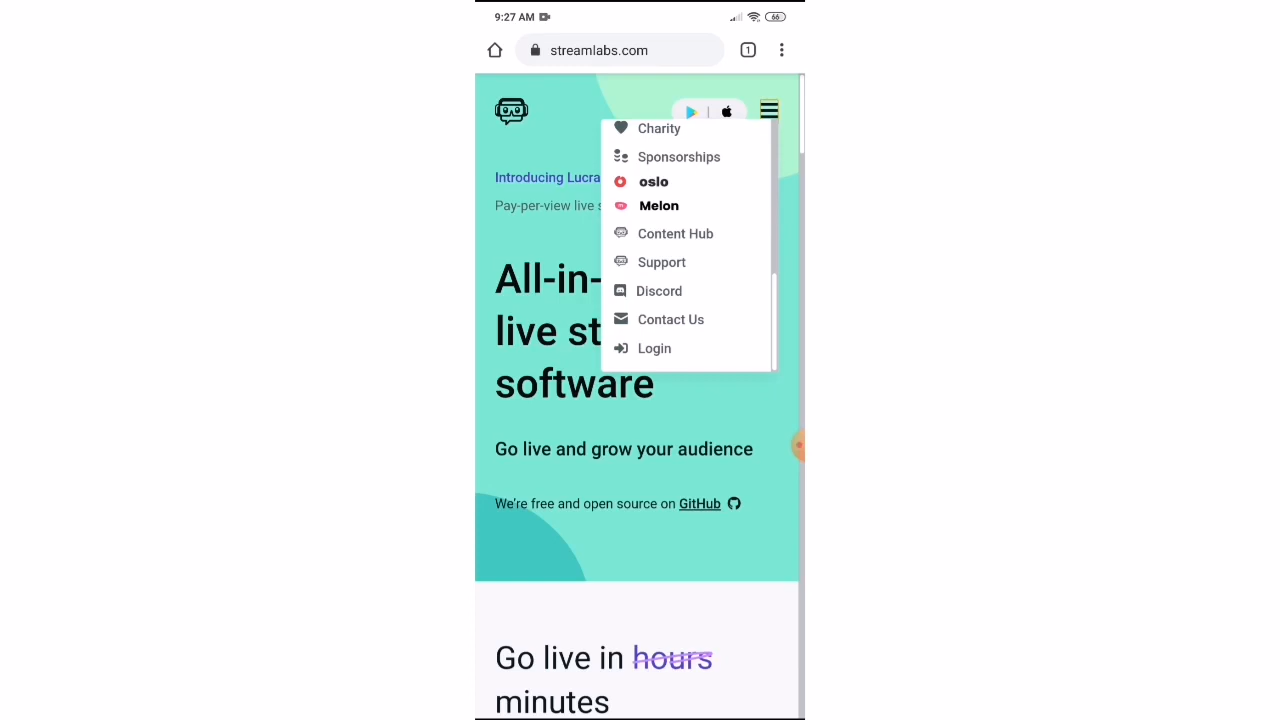 9:27 AM
66
streamlabs.com
1
Charity
Sponsorships
oslo
Melon
Content Hub
Support
Discord
Contact Us
Login
Introducing Lucra
Pay-per-view live s
All-in-
live st
software
Go live and grow your audience
We're free and open source on GitHub
Go live in hours
minutes